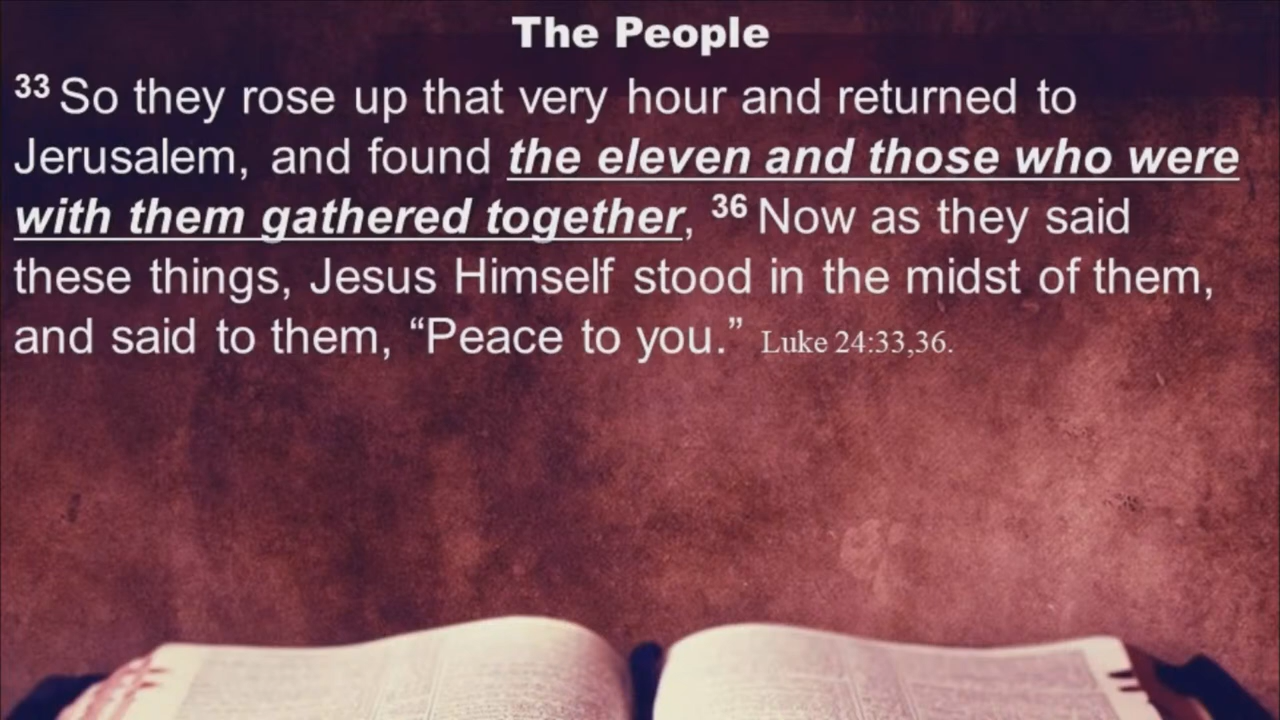 The People
33 So they rose up that very hour and returned to
Jerusalem, and found the eleven and those who were
with them gathered together, 36 Now as they said
these things, Jesus Himself stood in the midst of them,
and said to them, “Peace to you.” Luke 24:33,36.